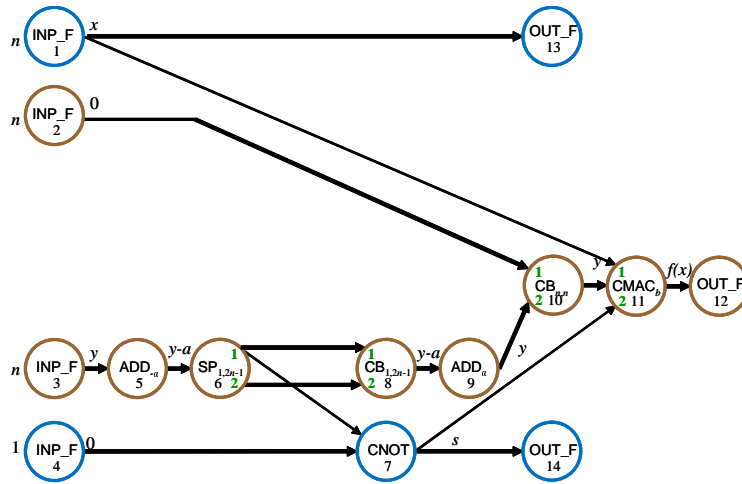 n INP_F 1 x
OUT_F 13
n INP_F 2 0
1 CB n,n 2 10
y
1 CMAC b 2 11
f(x)
OUT_F 12
n INP_F 3 y
ADD -a 5
y-a
SP 1,2n-1 6 1 2
1 CB 1,2n-1 2 8
y-a
ADD a 9
y
1 INP_F 4 0
CNOT 7
s
OUT_F 14